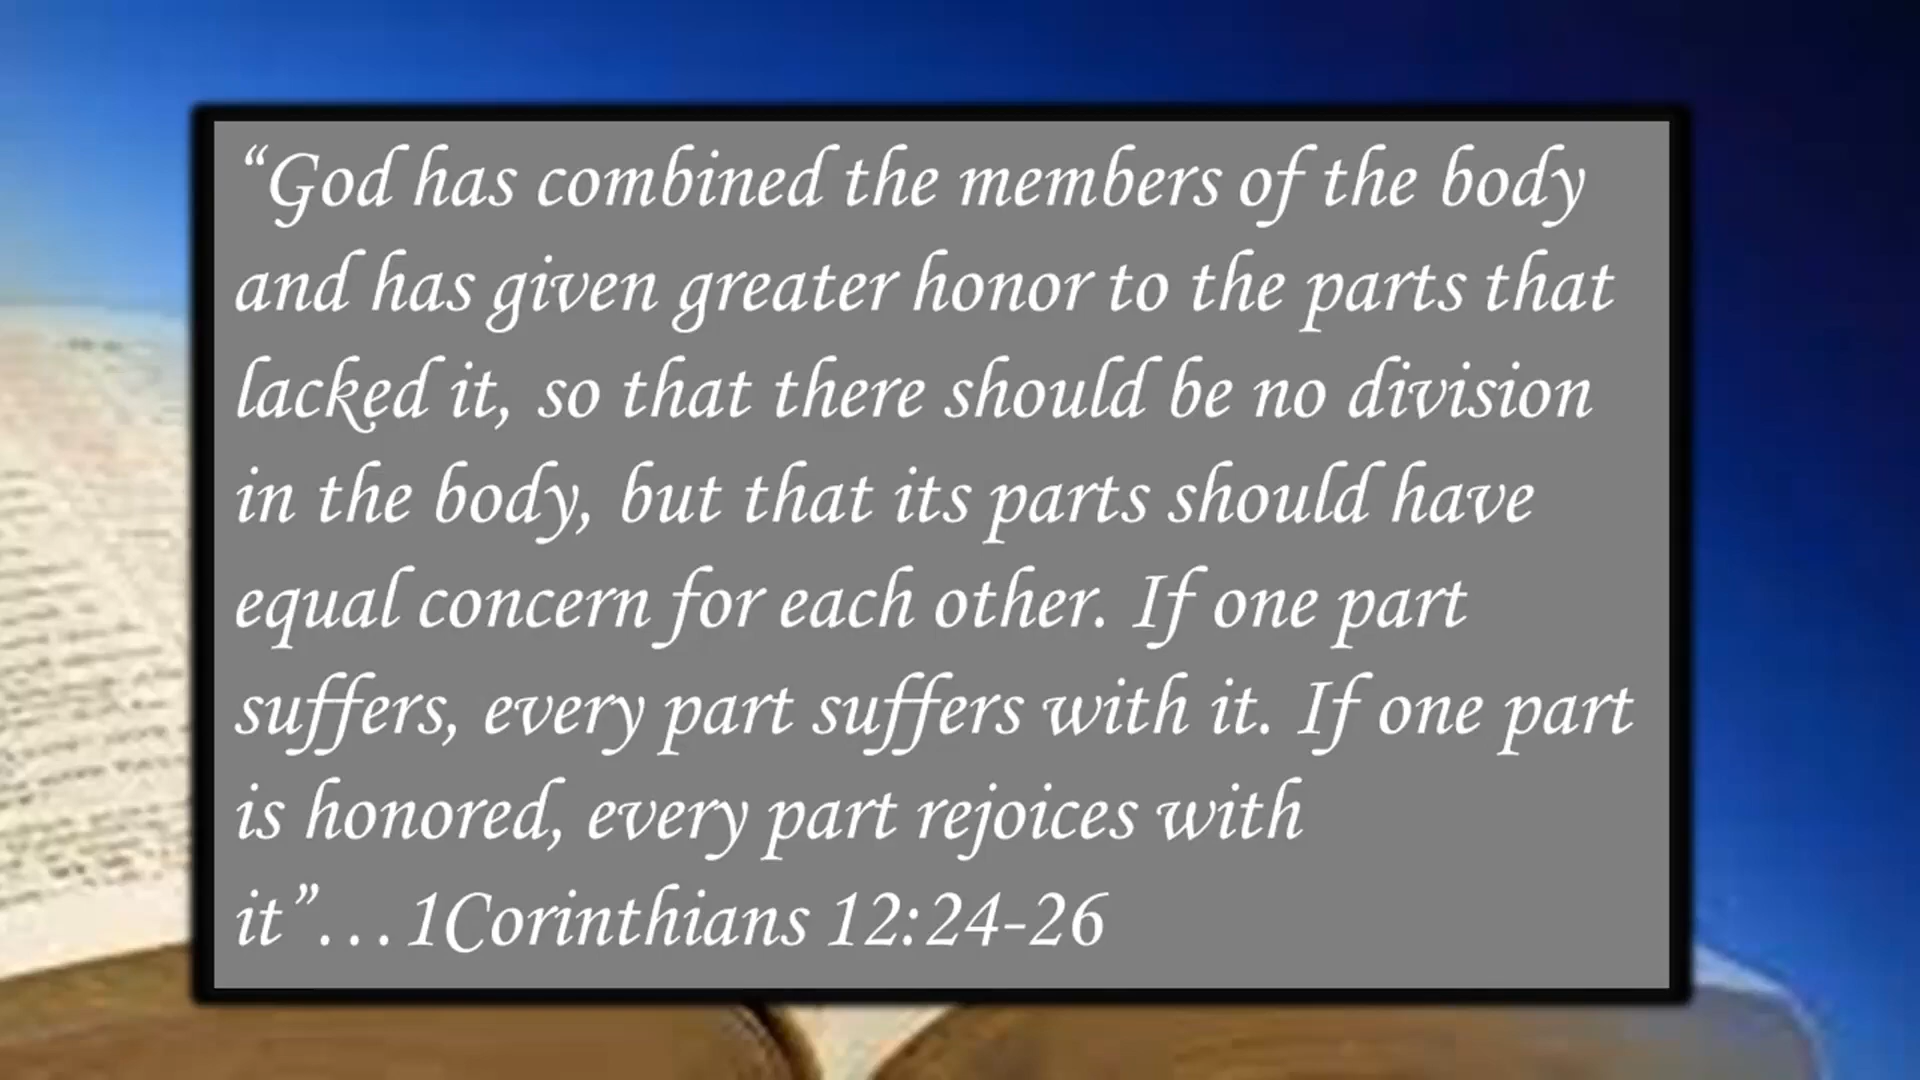 “God has combined the members of the body
and has given greater honor to the parts that
lacked it, so that there should be no division
in the body, but that its parts should have
equal concern for each other. If one part
suffers, every part suffers with it. If one part
is honored, every part rejoices with
it”…1Corinthians 12:24-26